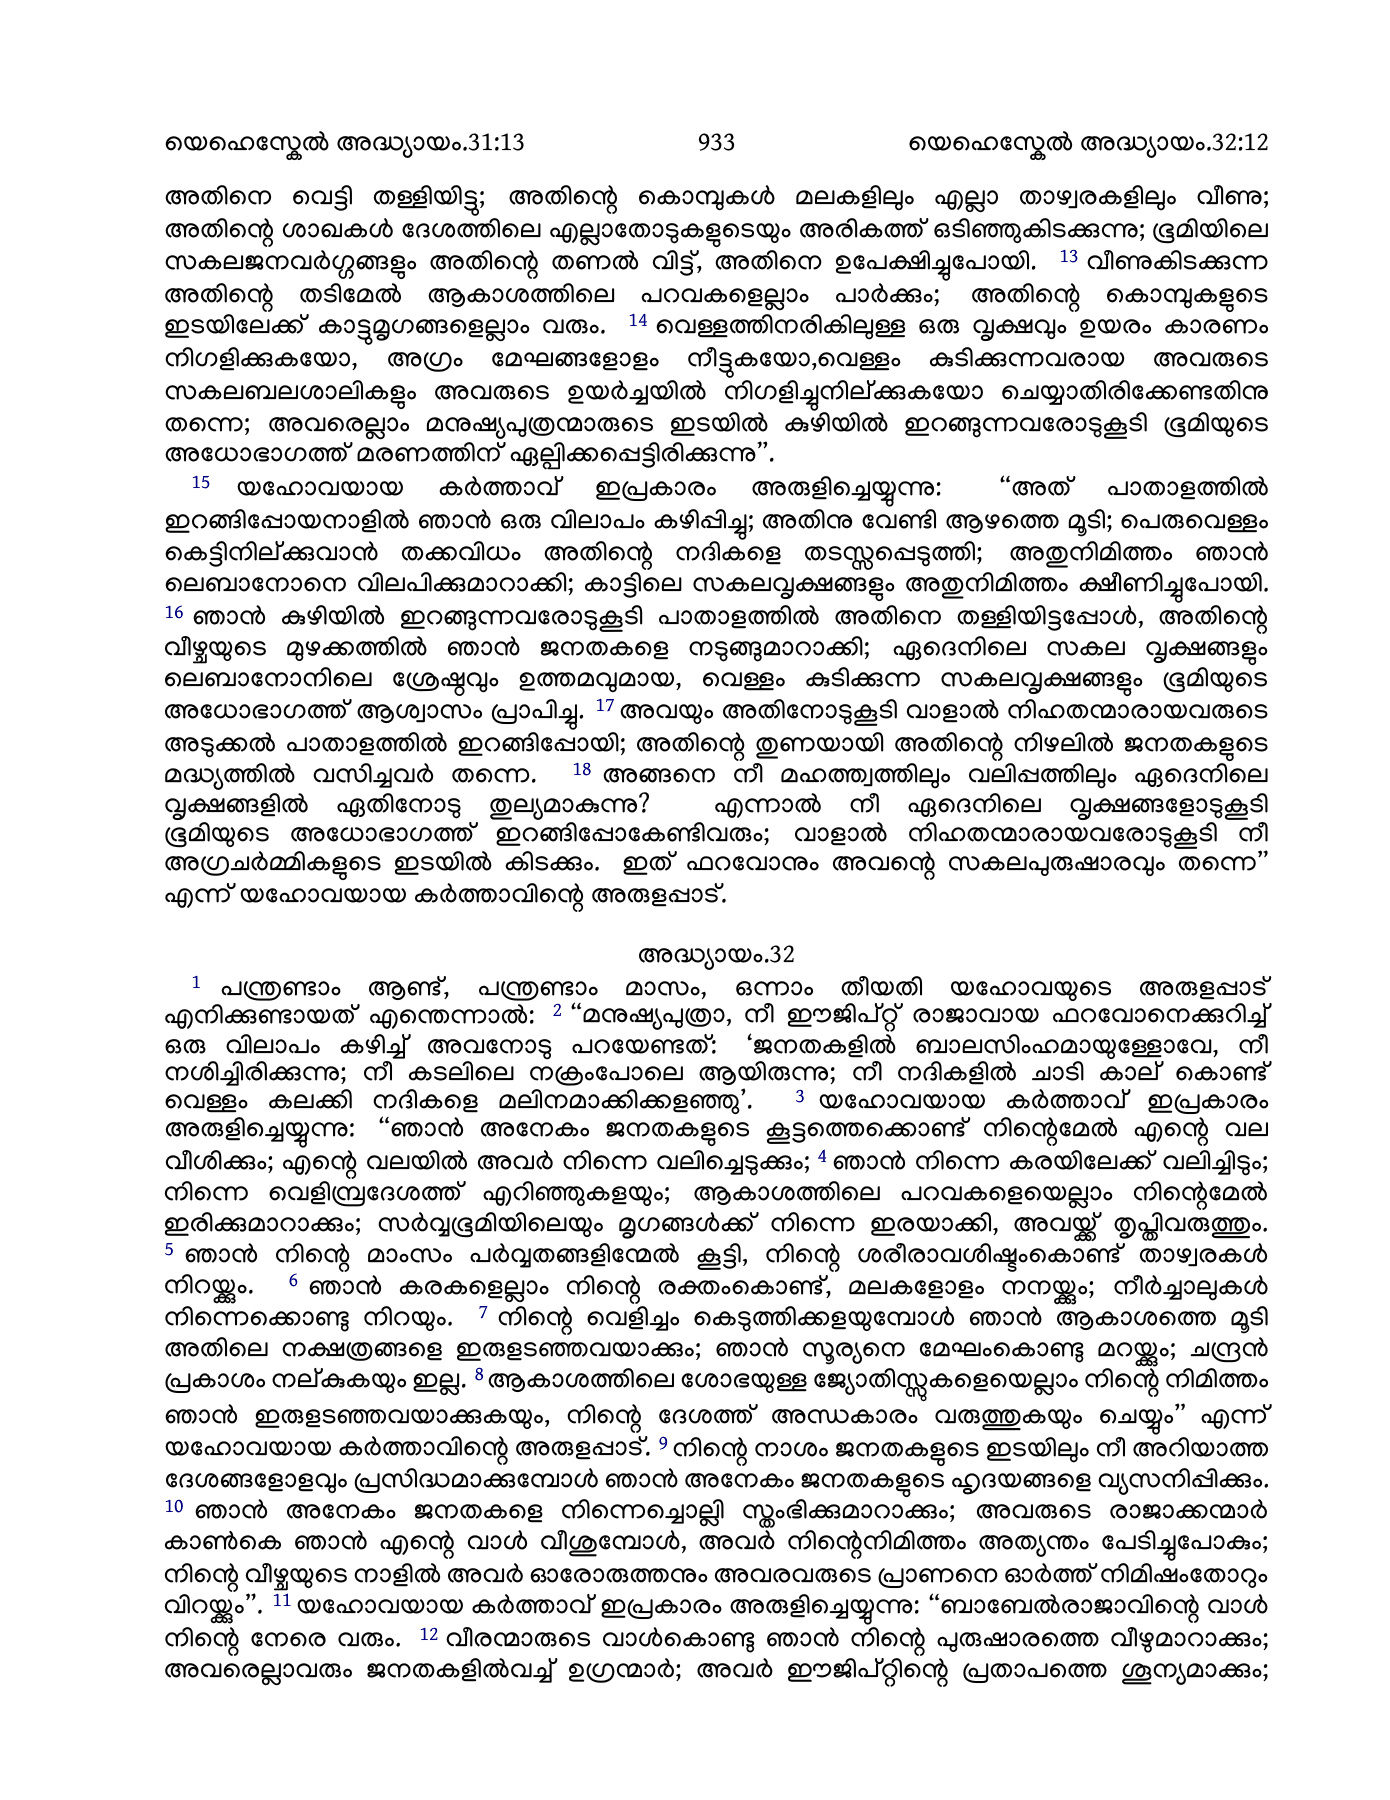 യെഹെസ്കേൽ അദ്ധ്യായം.31:13 933 യെഹെസ്കേൽ അദ്ധ്യായം.32:12
അതിനെ വെട്ടി തള്ളിയിട്ടു; അതിന്റെ കൊമ്പുകൾ മലകളിലും എല്ലാ താഴ്വരകളിലും വീണു;
അതിന്റെ ശാഖകൾ ദേശത്തിലെ എല്ലാതോടുകളുടെയും അരികത്ത് ഒടിഞ്ഞുകിടക്കുന്നു; ഭൂമിയിലെ
സകലജനവർഗ്ഗങ്ങളും അതിന്റെ തണൽ വിട്ട്, അതിനെ ഉപേക്ഷിച്ചുപോയി. 13 വീണുകിടക്കുന്ന
അതിന്റെ തടിമേൽ ആകാശത്തിലെ പറവകളെല്ലാം പാർക്കും; അതിന്റെ കൊമ്പുകളുടെ
ഇടയിലേക്ക് കാട്ടുമൃഗങ്ങളെല്ലാം വരും. 14 വെള്ളത്തിനരികിലുള്ള ഒരു വൃക്ഷവും ഉയരം കാരണം
നിഗളിക്കുകയോ, അഗ്രം മേഘങ്ങളോളം നീട്ടുകയോ,വെള്ളം കുടിക്കുന്നവരായ അവരുടെ
സകലബലശാലികളും അവരുടെ ഉയർച്ചയിൽ നിഗളിച്ചുനില്ക്കുകയോ ചെയ്യാതിരിക്കേണ്ടതിനു
തന്നെ; അവരെല്ലാം മനുഷ്യപുത്രന്മാരുടെ ഇടയിൽ കുഴിയിൽ ഇറങ്ങുന്നവരോടുകൂടി ഭൂമിയുടെ
അധോഭാഗത്ത് മരണത്തിന് ഏല്പിക്കപ്പെട്ടിരിക്കുന്നു”.
15 യഹോവയായ കർത്താവ് ഇപ്രകാരം അരുളിച്ചെയ്യുന്നു: “അത് പാതാളത്തിൽ
ഇറങ്ങിപ്പോയനാളിൽ ഞാൻ ഒരു വിലാപം കഴിപ്പിച്ചു; അതിനു വേണ്ടി ആഴത്തെ മൂടി; പെരുവെള്ളം
കെട്ടിനില്ക്കുവാൻ തക്കവിധം അതിന്റെ നദികളെ തടസ്സപ്പെടുത്തി; അതുനിമിത്തം ഞാൻ
ലെബാനോനെ വിലപിക്കുമാറാക്കി; കാട്ടിലെ സകലവൃക്ഷങ്ങളും അതുനിമിത്തം ക്ഷീണിച്ചുപോയി.
16 ഞാൻ കുഴിയിൽ ഇറങ്ങുന്നവരോടുകൂടി പാതാളത്തിൽ അതിനെ തള്ളിയിട്ടപ്പോൾ, അതിന്റെ
വീഴ്ചയുടെ മുഴക്കത്തിൽ ഞാൻ ജനതകളെ നടുങ്ങുമാറാക്കി; ഏദെനിലെ സകല വൃക്ഷങ്ങളും
ലെബാനോനിലെ ശ്രേഷ്ഠവും ഉത്തമവുമായ, വെള്ളം കുടിക്കുന്ന സകലവൃക്ഷങ്ങളും ഭൂമിയുടെ
അധോഭാഗത്ത് ആശ്വാസം പ്രാപിച്ചു. 17 അവയും അതിനോടുകൂടി വാളാൽ നിഹതന്മാരായവരുടെ
അടുക്കൽ പാതാളത്തിൽ ഇറങ്ങിപ്പോയി; അതിന്റെ തുണയായി അതിന്റെ നിഴലിൽ ജനതകളുടെ
മദ്ധ്യത്തിൽ വസിച്ചവർ തന്നെ. 18 അങ്ങനെ നീ മഹത്ത്വത്തിലും വലിപ്പത്തിലും ഏദെനിലെ
വൃക്ഷങ്ങളിൽ ഏതിനോടു തുല്യമാകുന്നു? എന്നാൽ നീ ഏദെനിലെ വൃക്ഷങ്ങളോടുകൂടി
ഭൂമിയുടെ അധോഭാഗത്ത് ഇറങ്ങിപ്പോകേണ്ടിവരും; വാളാൽ നിഹതന്മാരായവരോടുകൂടി നീ
അഗ്രചർമ്മികളുടെ ഇടയിൽ കിടക്കും. ഇത് ഫറവോനും അവന്റെ സകലപുരുഷാരവും തന്നെ”
എന്ന് യഹോവയായ കർത്താവിന്റെ അരുളപ്പാട്.
അദ്ധ്യായം.32
1 പന്ത്രണ്ടാം ആണ്ട്, പന്ത്രണ്ടാം മാസം, ഒന്നാം തീയതി യഹോവയുടെ അരുളപ്പാട്
എനിക്കുണ്ടായത് എന്തെന്നാൽ: 2 “മനുഷ്യപുത്രാ, നീ ഈജിപ്റ്റ് രാജാവായ ഫറവോനെക്കുറിച്ച്
ഒരു വിലാപം കഴിച്ച് അവനോടു പറയേണ്ടത്: ‘ജനതകളിൽ ബാലസിംഹമായുള്ളോവേ, നീ
നശിച്ചിരിക്കുന്നു; നീ കടലിലെ നക്രംപോലെ ആയിരുന്നു; നീ നദികളിൽ ചാടി കാല് കൊണ്ട്
വെള്ളം കലക്കി നദികളെ മലിനമാക്കിക്കളഞ്ഞു’. 3 യഹോവയായ കർത്താവ് ഇപ്രകാരം
അരുളിച്ചെയ്യുന്നു: “ഞാൻ അനേകം ജനതകളുടെ കൂട്ടത്തെക്കൊണ്ട് നിന്റെമേൽ എന്റെ വല
വീശിക്കും; എന്റെ വലയിൽ അവർ നിന്നെ വലിച്ചെടുക്കും; 4 ഞാൻ നിന്നെ കരയിലേക്ക് വലിച്ചിടും;
നിന്നെ വെളിമ്പ്രദേശത്ത് എറിഞ്ഞുകളയും; ആകാശത്തിലെ പറവകളെയെല്ലാം നിന്റെമേൽ
ഇരിക്കുമാറാക്കും; സർവ്വഭൂമിയിലെയും മൃഗങ്ങൾക്ക് നിന്നെ ഇരയാക്കി, അവയ്ക്ക് തൃപ്തിവരുത്തും.
5 ഞാൻ നിന്റെ മാംസം പർവ്വതങ്ങളിന്മേൽ കൂട്ടി, നിന്റെ ശരീരാവശിഷ്ടംകൊണ്ട് താഴ്വരകൾ
നിറയ്ക്കും. 6 ഞാൻ കരകളെല്ലാം നിന്റെ രക്തംകൊണ്ട്, മലകളോളം നനയ്ക്കും; നീർച്ചാലുകൾ
നിന്നെക്കൊണ്ടു നിറയും. 7 നിന്റെ വെളിച്ചം കെടുത്തിക്കളയുമ്പോൾ ഞാൻ ആകാശത്തെ മൂടി
അതിലെ നക്ഷത്രങ്ങളെ ഇരുളടഞ്ഞവയാക്കും; ഞാൻ സൂര്യനെ മേഘംകൊണ്ടു മറയ്ക്കും; ചന്ദ്രൻ
പ്രകാശം നല്കുകയും ഇല്ല. 8 ആകാശത്തിലെ ശോഭയുള്ള ജ്യോതിസ്സുകളെയെല്ലാം നിന്റെ നിമിത്തം
ഞാൻ ഇരുളടഞ്ഞവയാക്കുകയും, നിന്റെ ദേശത്ത് അന്ധകാരം വരുത്തുകയും ചെയ്യും” എന്ന്
യഹോവയായ കർത്താവിന്റെ അരുളപ്പാട്. 9 നിന്റെ നാശം ജനതകളുടെ ഇടയിലും നീ അറിയാത്ത
ദേശങ്ങളോളവും പ്രസിദ്ധമാക്കുമ്പോൾ ഞാൻ അനേകം ജനതകളുടെ ഹൃദയങ്ങളെ വ്യസനിപ്പിക്കും.
10 ഞാൻ അനേകം ജനതകളെ നിന്നെച്ചൊല്ലി സ്തംഭിക്കുമാറാക്കും; അവരുടെ രാജാക്കന്മാർ
കാൺകെ ഞാൻ എന്റെ വാൾ വീശുമ്പോൾ, അവർ നിന്റെനിമിത്തം അത്യന്തം പേടിച്ചുപോകും;
നിന്റെ വീഴ്ചയുടെ നാളിൽ അവർ ഓരോരുത്തനും അവരവരുടെ പ്രാണനെ ഓർത്ത് നിമിഷംതോറും
വിറയ്ക്കും”. 11 യഹോവയായ കർത്താവ് ഇപ്രകാരം അരുളിച്ചെയ്യുന്നു: “ബാബേൽരാജാവിന്റെ വാൾ
നിന്റെ നേരെ വരും. 12 വീരന്മാരുടെ വാൾകൊണ്ടു ഞാൻ നിന്റെ പുരുഷാരത്തെ വീഴുമാറാക്കും;
അവരെല്ലാവരും ജനതകളിൽവച്ച് ഉഗ്രന്മാർ; അവർ ഈജിപ്റ്റിന്റെ പ്രതാപത്തെ ശൂന്യമാക്കും;